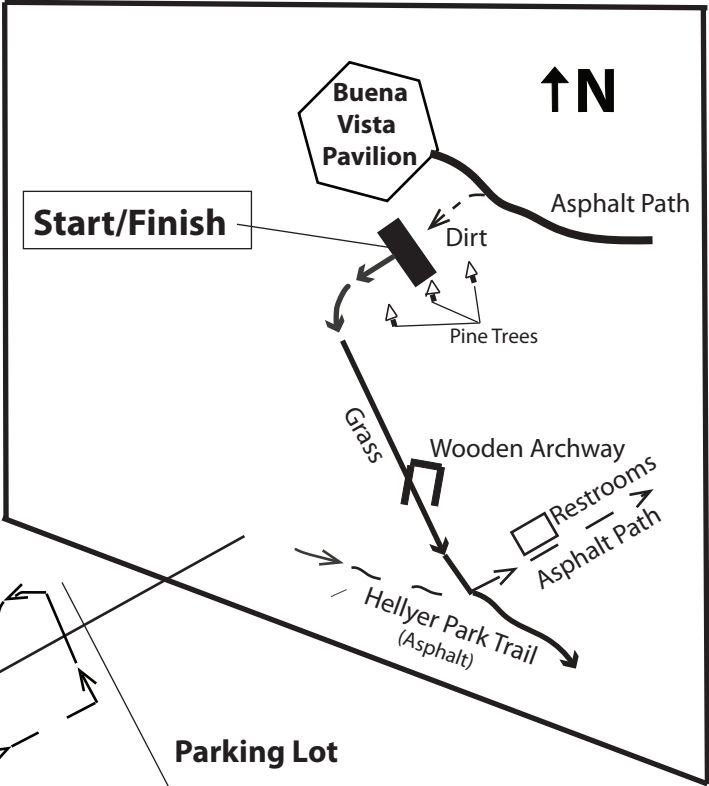 Buena
Vista
Pavilion
N
Asphalt Path
Start/Finish
Dirt
Pine Trees
Grass
Wooden Archway
Restrooms
Asphalt Path
Hellyer Park Trail
(Asphalt)
Parking Lot